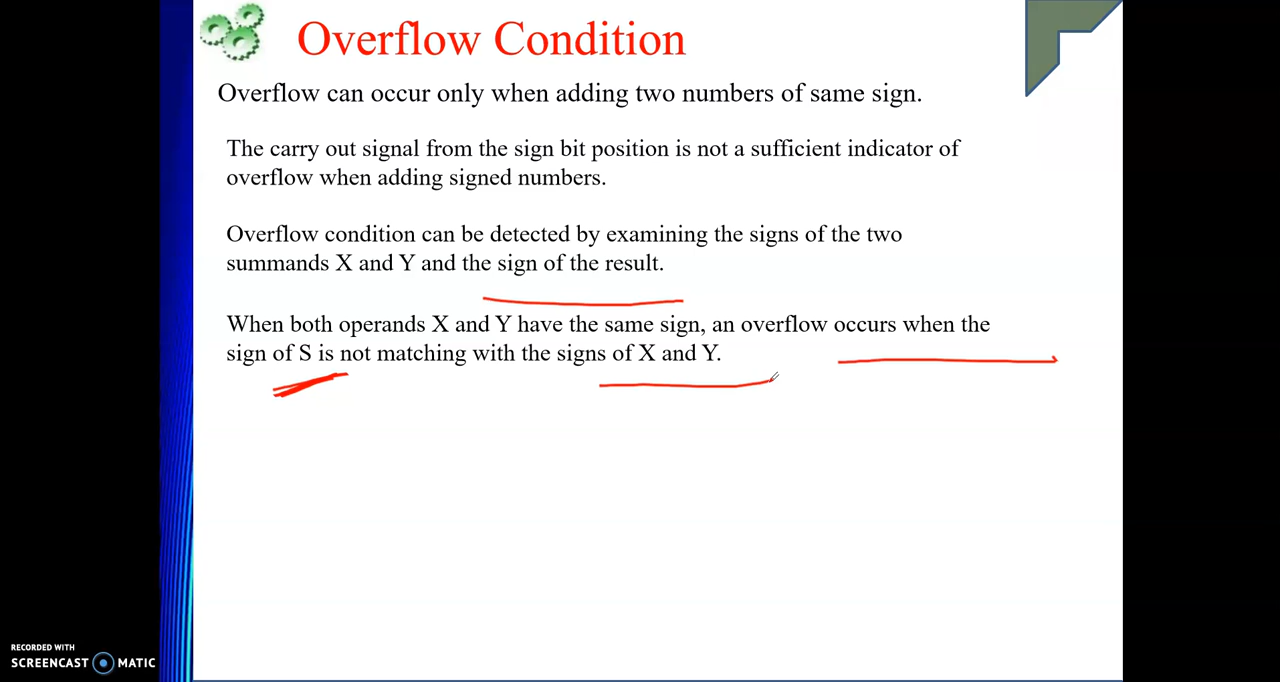 Overflow Condition
Overflow can occur only when adding two numbers of same sign.
The carry out signal from the sign bit position is not a sufficient indicator of
overflow when adding signed numbers.
Overflow condition can be detected by examining the signs of the two
summands X and Y and the sign of the result.
When both operands X and Y have the same sign, an overflow occurs when the
sign of S is not matching with the signs of X and Y.
RECORDED WITH
SCREENCAST MATIC